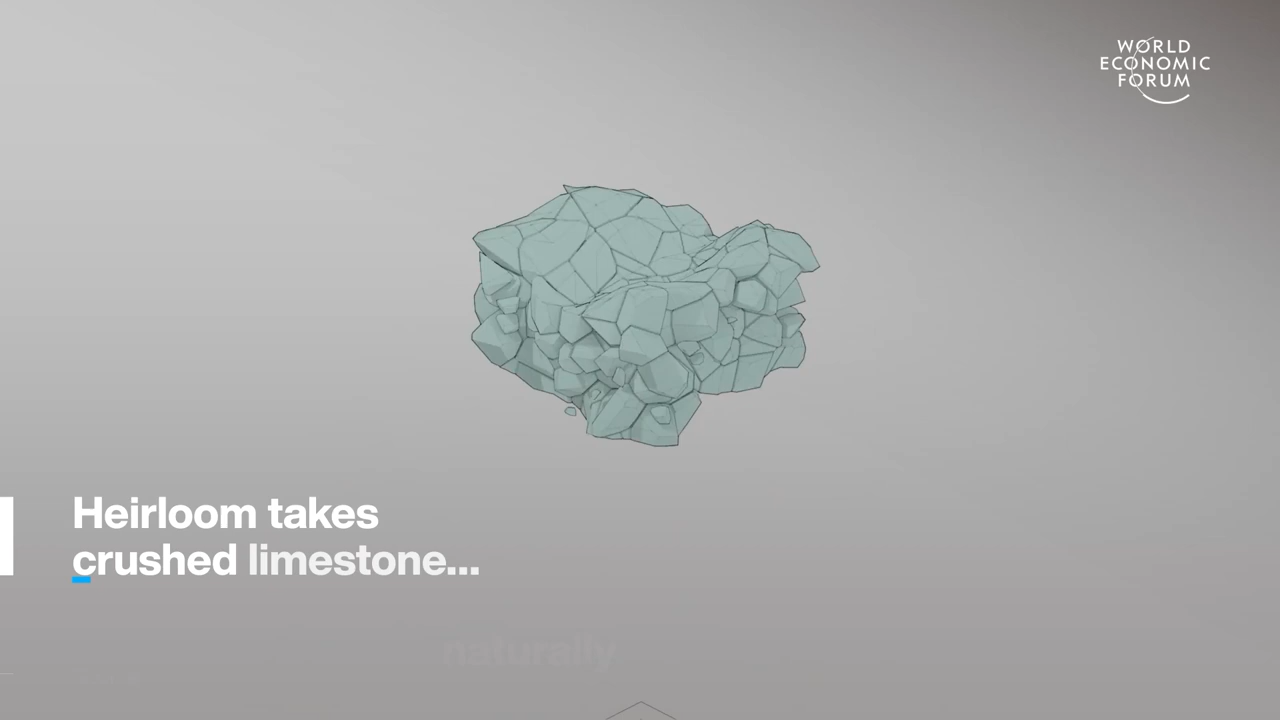 WORLD
ECONOMIC
FORUM
Heirloom takes
crushed limestone...
naturally